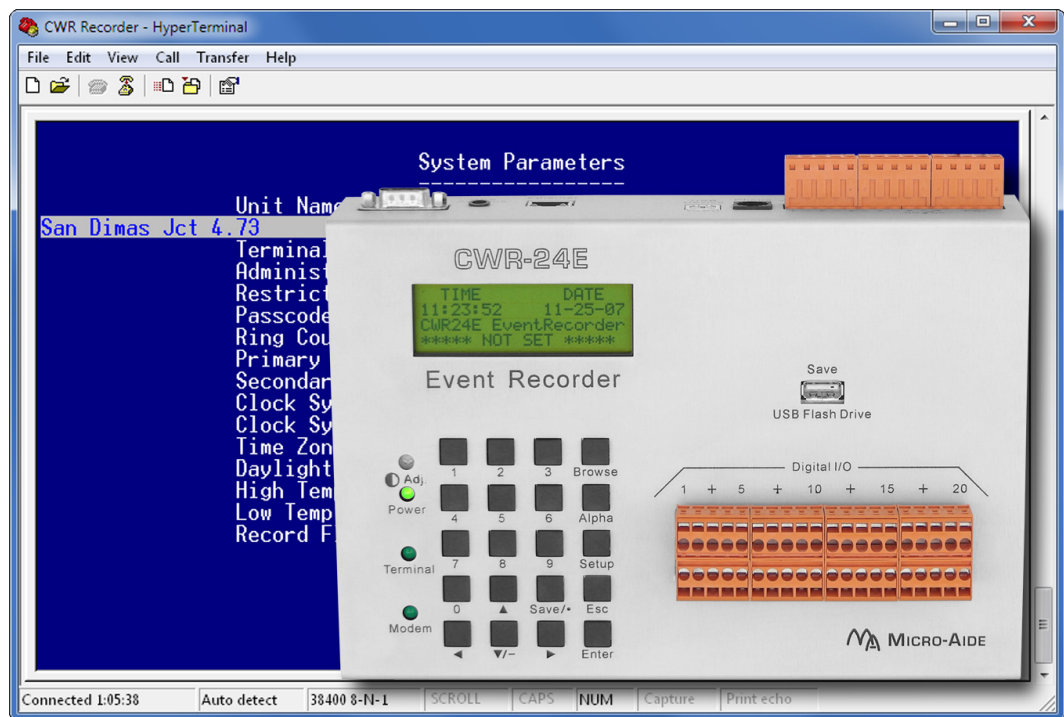 CWR Recorder - HyperTerminal
File Edit View Call Transfer Help
System Parameters
Unit Name
San Dimas Jct 4.73
Terminal
Administ
Restrict
Passcode
Ring Cou
Primary
Secondar
Clock Sy
Clock Sy
Time Zon
Daylight
High Tem
Low Temp
Record F
CWR-24E
TIME DATE
11:23:52 11-25-07
CWR24E EventRecorder
***** NOT SET *****
Event Recorder
Save
USB Flash Drive
Adj
Power
Terminal
Modem
1 2 3 Browse
4 5 6 Alpha
7 8 9 Setup
0 ▲ Save/• Esc
◄ ▼/− ► Enter
Digital I/O
1 + 5 + 10 + 15 + 20
MICRO-AIDE
Connected 1:05:38 Auto detect 38400 8-N-1 SCROLL CAPS NUM Capture Print echo